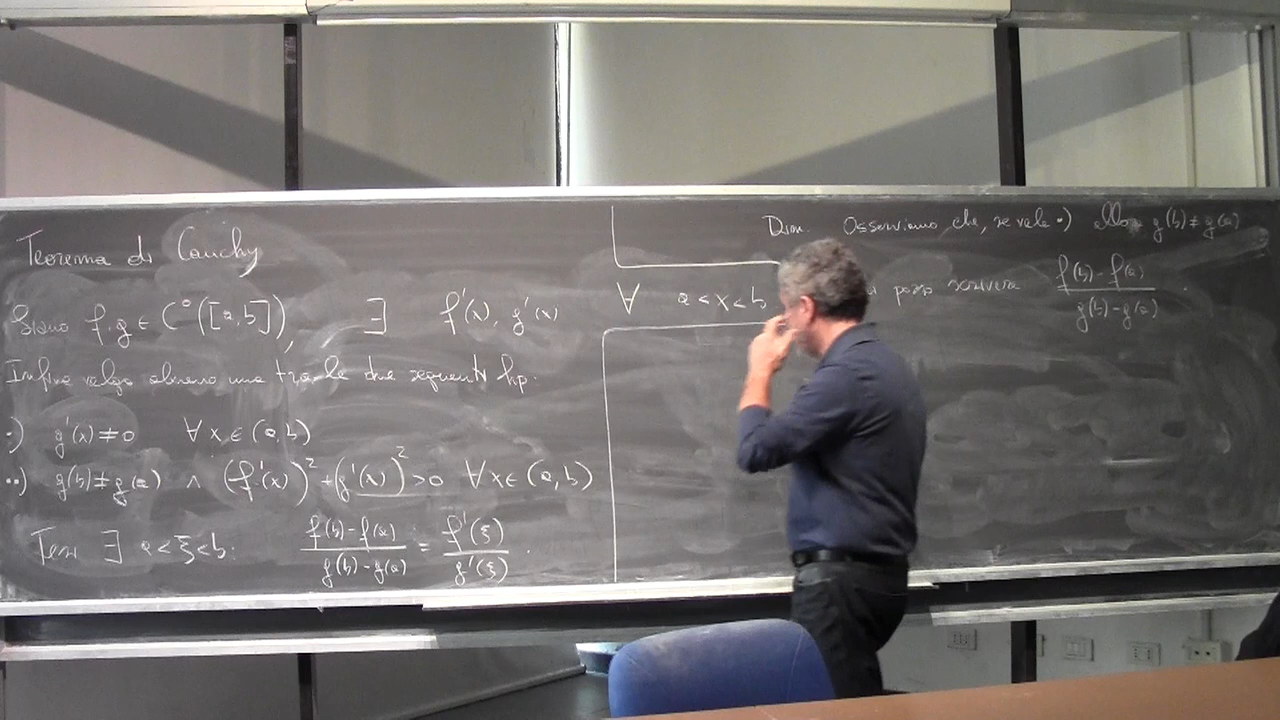 Teorema di Cauchy
Siano f, g ∈ C⁰([a,b]), ∃ f'(x), g'(x) ∀ a<x<b
Infine valga almeno una tra le due seguenti hp.
•) g'(x)≠0 ∀x∈(a,b)
••) g(b)≠g(a) ∧ (f'(x))²+(g'(x))²>0 ∀x∈(a,b)
Tesi ∃ a<ξ<b: (f(b)-f(a))/(g(b)-g(a)) = f'(ξ)/g'(ξ).
Dim. Osserviamo che, se vale •) allora g(b)≠g(a)
posso scrivere (f(b)-f(a))/(g(b)-g(a)).